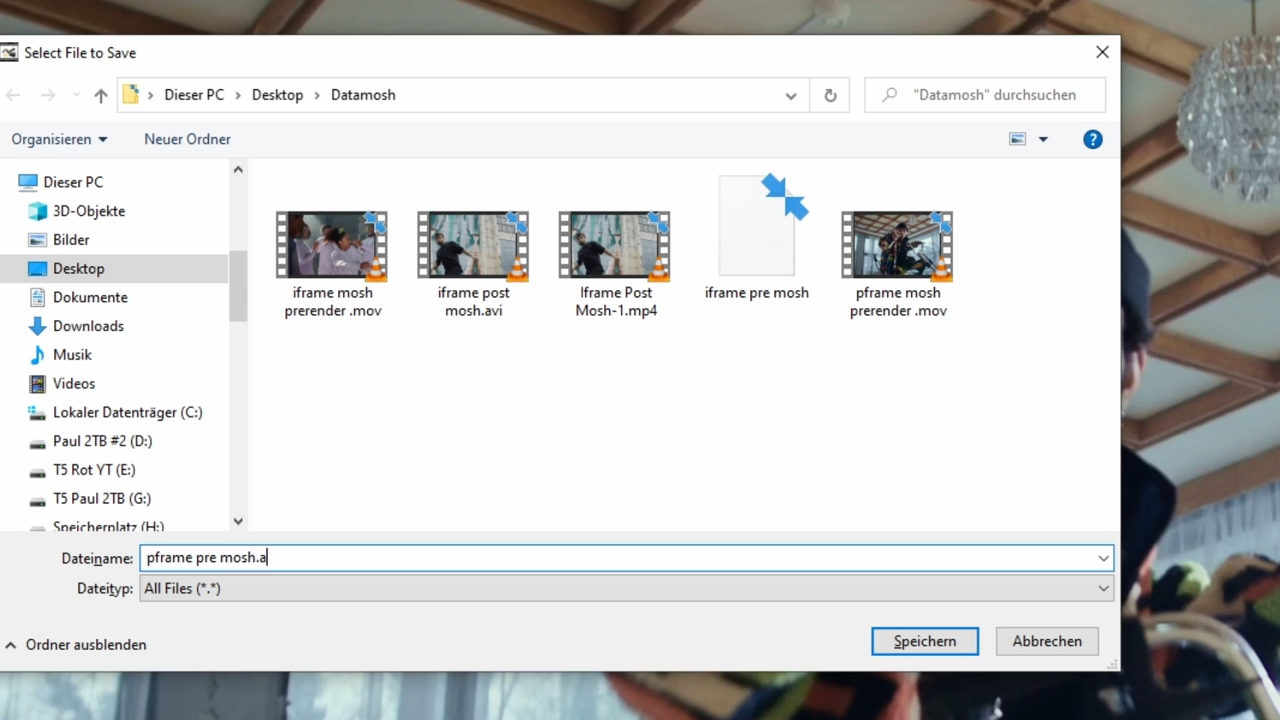 Select File to Save
Dieser PC
Desktop
Datamosh
"Datamosh" durchsuchen
Organisieren
Neuer Ordner
?
Dieser PC
3D-Objekte
Bilder
Desktop
Dokumente
Downloads
Musik
Videos
Lokaler Datenträger (C:)
Paul 2TB #2 (D:)
T5 Rot YT (E:)
T5 Paul 2TB (G:)
Speicherplatz (H:)
iframe mosh
prerender .mov
iframe post
mosh.avi
Iframe Post
Mosh-1.mp4
iframe pre mosh
pframe mosh
prerender .mov
Dateiname:
pframe pre mosh.a
Dateityp:
All Files (*.*)
Ordner ausblenden
Speichern
Abbrechen